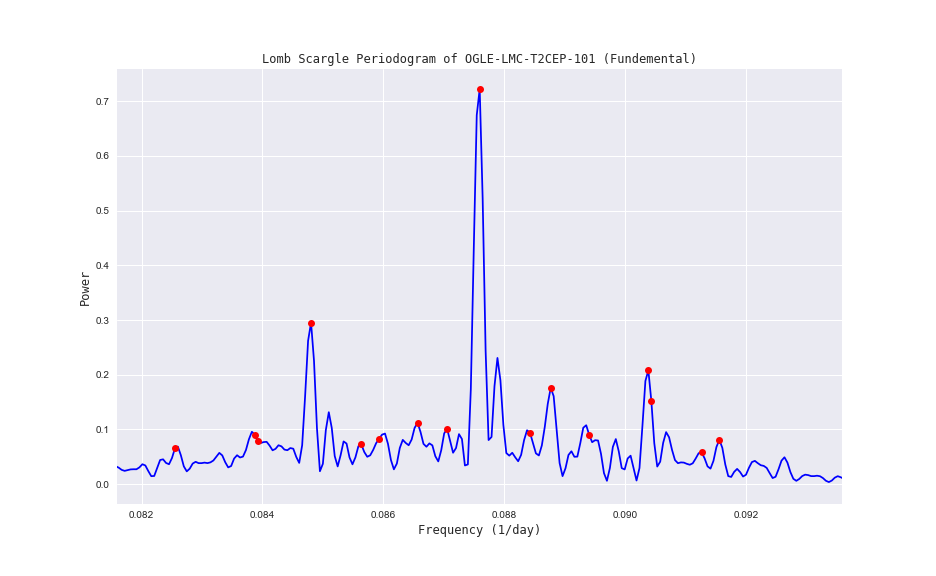 Lomb Scargle Periodogram of OGLE-LMC-T2CEP-101 (Fundemental)
0.7
0.6
0.5
0.4
0.3
0.2
0.1
0.0
Power
0.082 0.084 0.086 0.088 0.090 0.092
Frequency (1/day)